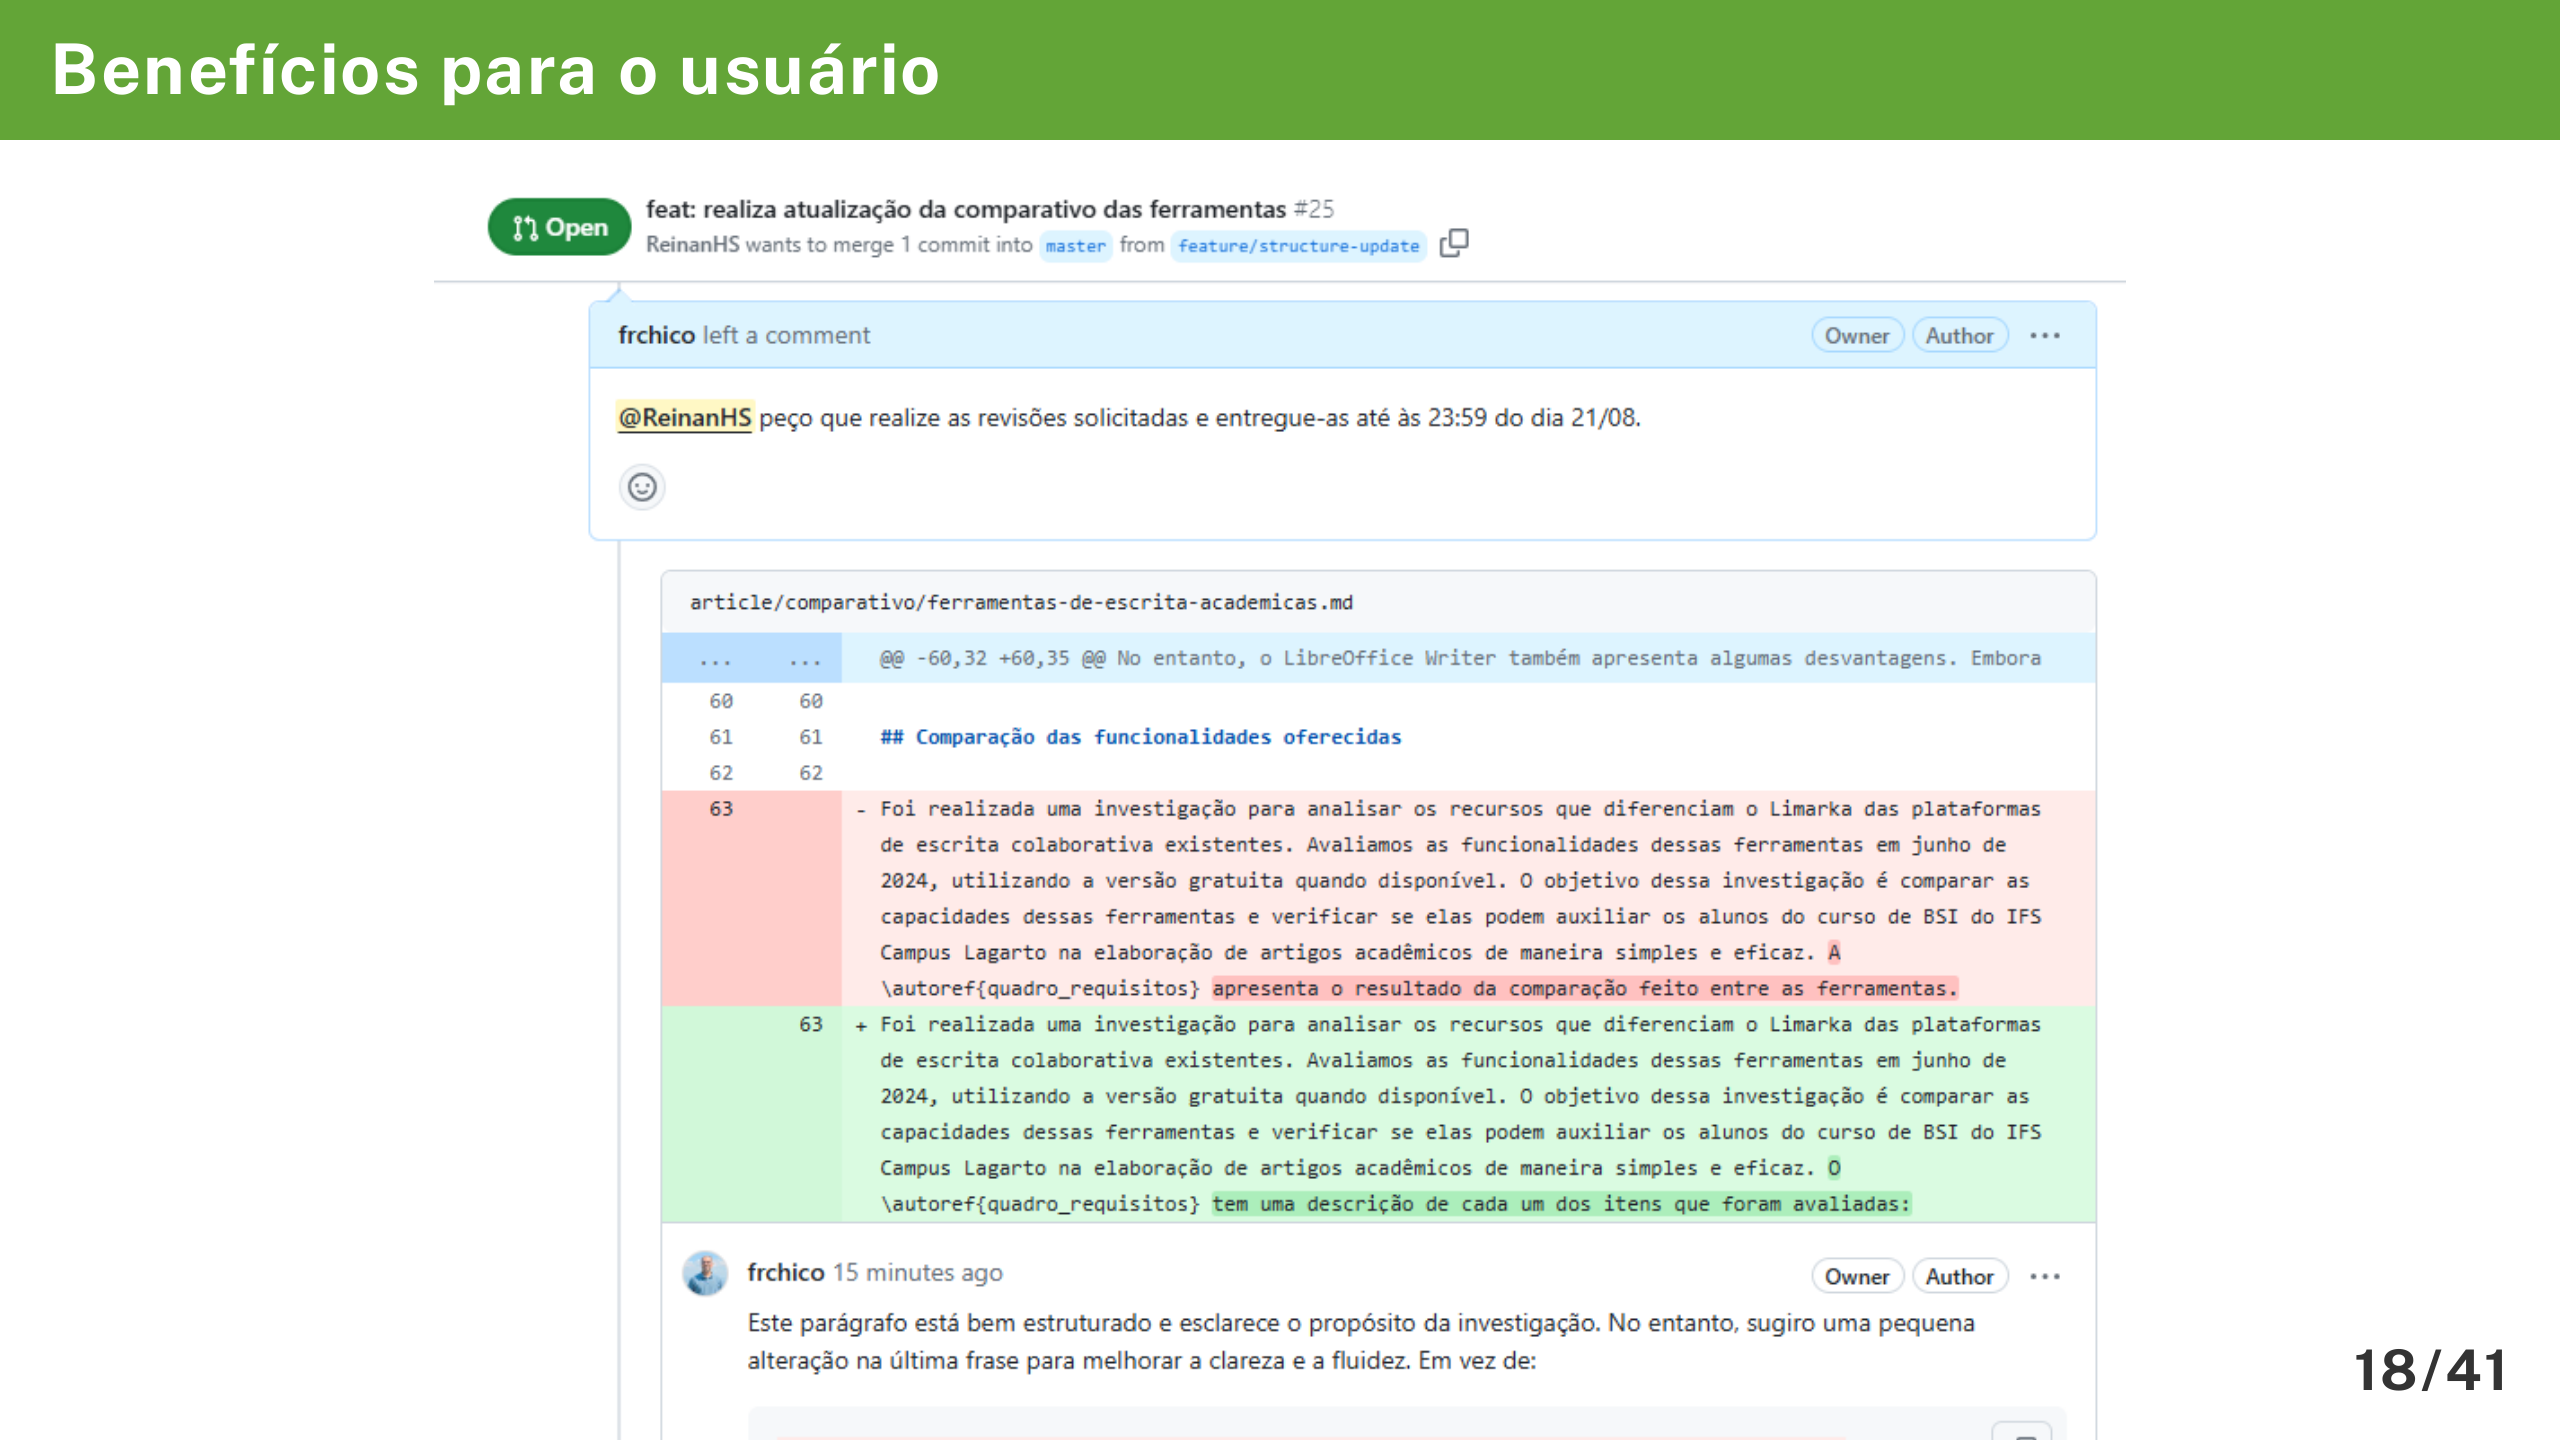 Benefícios para o usuário
Open
feat: realiza atualização da comparativo das ferramentas #25
ReinanHS wants to merge 1 commit into master from feature/structure-update
frchico left a comment
Owner Author ...
@ReinanHS peço que realize as revisões solicitadas e entregue-as até às 23:59 do dia 21/08.
article/comparativo/ferramentas-de-escrita-academicas.md
... ... @@ -60,32 +60,35 @@ No entanto, o LibreOffice Writer também apresenta algumas desvantagens. Embora
60 60
61 61 ## Comparação das funcionalidades oferecidas
62 62
63 - Foi realizada uma investigação para analisar os recursos que diferenciam o Limarka das plataformas
de escrita colaborativa existentes. Avaliamos as funcionalidades dessas ferramentas em junho de
2024, utilizando a versão gratuita quando disponível. O objetivo dessa investigação é comparar as
capacidades dessas ferramentas e verificar se elas podem auxiliar os alunos do curso de BSI do IFS
Campus Lagarto na elaboração de artigos acadêmicos de maneira simples e eficaz. A
\autoref{quadro_requisitos} apresenta o resultado da comparação feito entre as ferramentas.
63 + Foi realizada uma investigação para analisar os recursos que diferenciam o Limarka das plataformas
de escrita colaborativa existentes. Avaliamos as funcionalidades dessas ferramentas em junho de
2024, utilizando a versão gratuita quando disponível. O objetivo dessa investigação é comparar as
capacidades dessas ferramentas e verificar se elas podem auxiliar os alunos do curso de BSI do IFS
Campus Lagarto na elaboração de artigos acadêmicos de maneira simples e eficaz. O
\autoref{quadro_requisitos} tem uma descrição de cada um dos itens que foram avaliadas:
frchico 15 minutes ago
Owner Author ...
Este parágrafo está bem estruturado e esclarece o propósito da investigação. No entanto, sugiro uma pequena
alteração na última frase para melhorar a clareza e a fluidez. Em vez de:
18/41